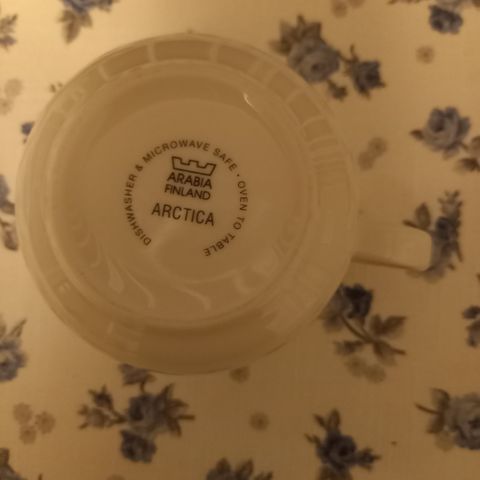 DISHWASHER & MICROWAVE SAFE • OVEN TO TABLE
ARABIA
FINLAND
ARCTICA